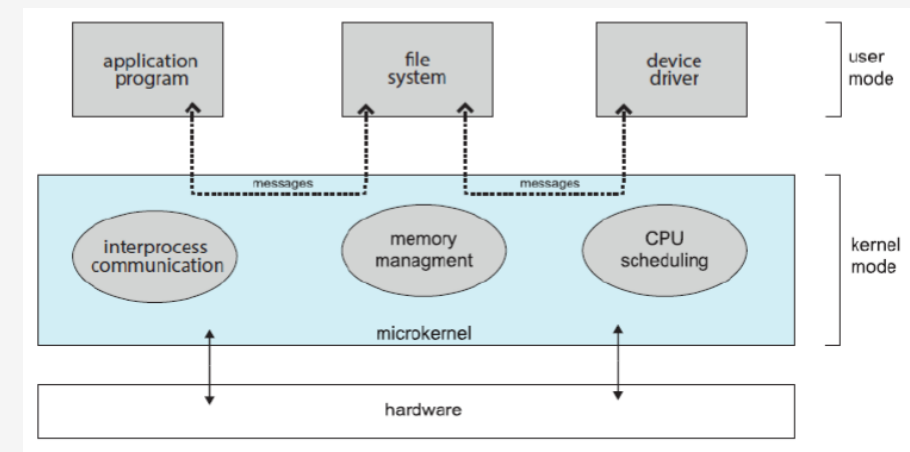 application
program
file
system
device
driver
user
mode
messages
messages
interprocess
communication
memory
managment
CPU
scheduling
kernel
mode
microkernel
hardware